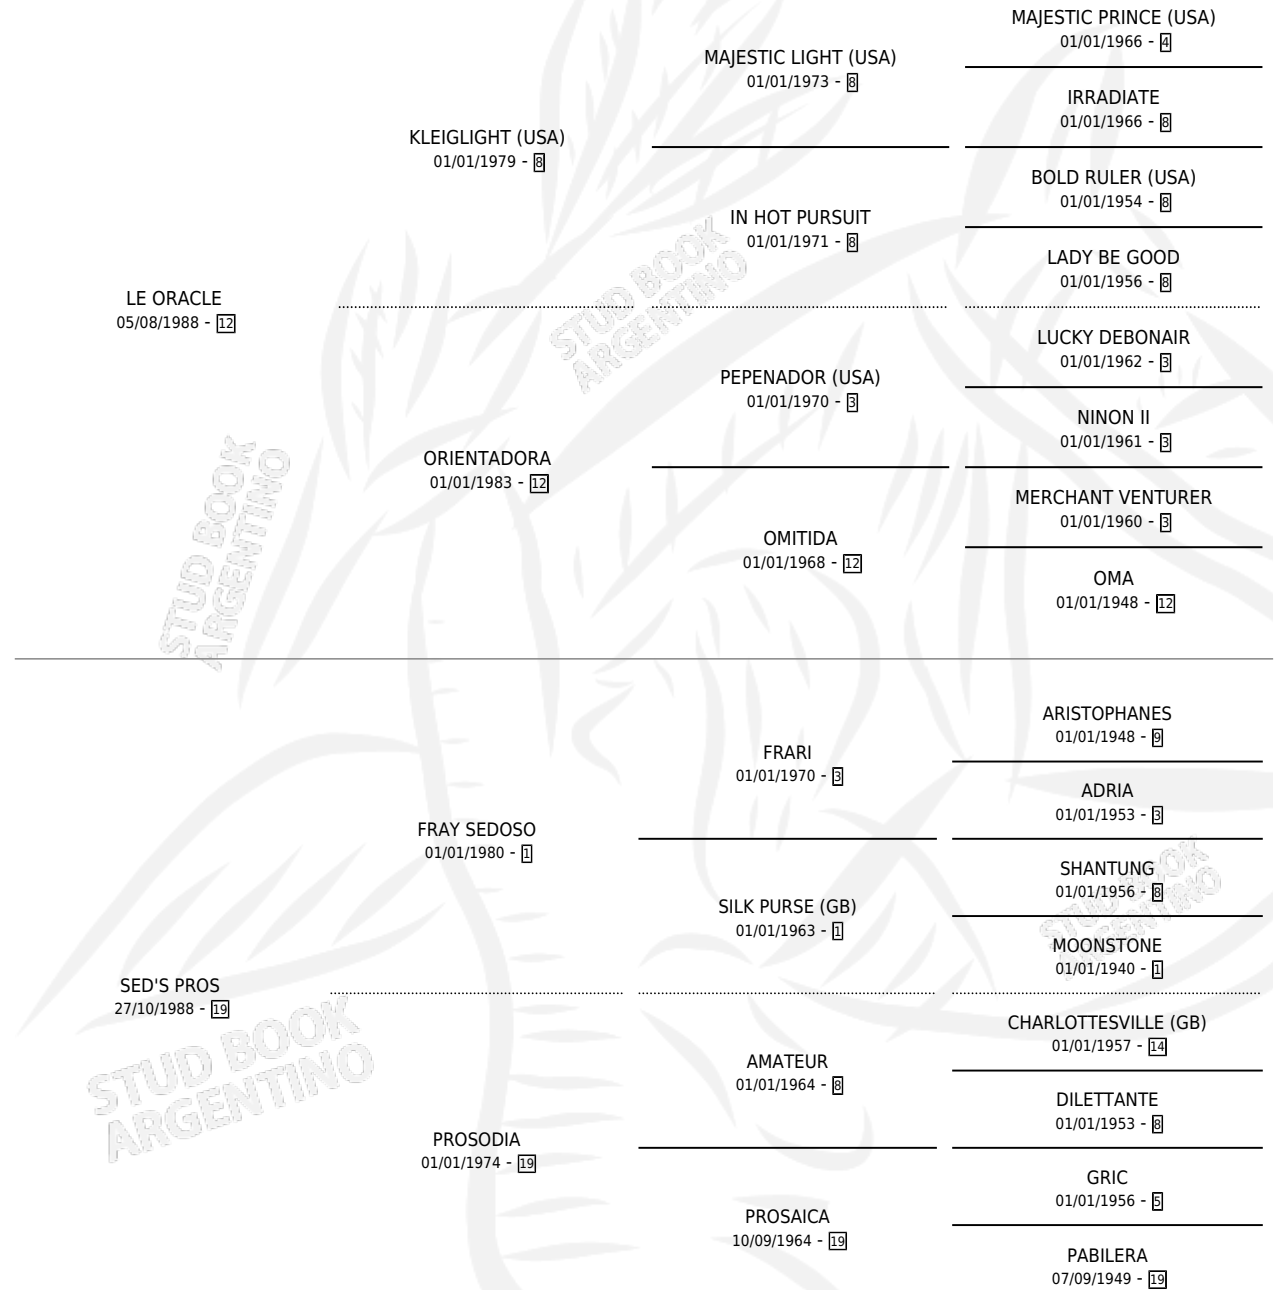 MAJESTIC PRINCE (USA)
01/01/1966 - 4
MAJESTIC LIGHT (USA)
01/01/1973 - 8
IRRADIATE
01/01/1966 - 8
KLEIGLIGHT (USA)
01/01/1979 - 8
BOLD RULER (USA)
01/01/1954 - 8
IN HOT PURSUIT
01/01/1971 - 8
LADY BE GOOD
01/01/1956 - 8
STUD BOOK
ARGENTINO
LE ORACLE
05/08/1988 - 12
LUCKY DEBONAIR
01/01/1962 - 3
PEPENADOR (USA)
01/01/1970 - 3
NINON II
01/01/1961 - 3
ORIENTADORA
01/01/1983 - 12
MERCHANT VENTURER
01/01/1960 - 3
OMITIDA
01/01/1968 - 12
OMA
01/01/1948 - 12
STUD BOOK
ARGENTINO
ARISTOPHANES
01/01/1948 - 9
FRARI
01/01/1970 - 3
ADRIA
01/01/1953 - 3
FRAY SEDOSO
01/01/1980 - 1
SHANTUNG
01/01/1956 - 8
SILK PURSE (GB)
01/01/1963 - 1
STUD BOOK
ARGENTINO
MOONSTONE
01/01/1940 - 1
SED'S PROS
27/10/1988 - 19
CHARLOTTESVILLE (GB)
01/01/1957 - 14
STUD BOOK
ARGENTINO
AMATEUR
01/01/1964 - 8
DILETTANTE
01/01/1953 - 8
PROSODIA
01/01/1974 - 19
GRIC
01/01/1956 - 5
PROSAICA
10/09/1964 - 19
PABILERA
07/09/1949 - 19